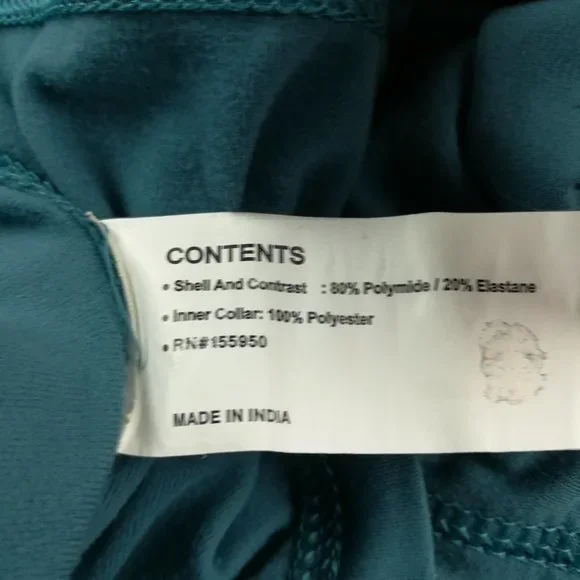 CONTENTS
• Shell And Contrast : 80% Polymide / 20% Elastane
• Inner Collar: 100% Polyester
• RN#155950
MADE IN INDIA